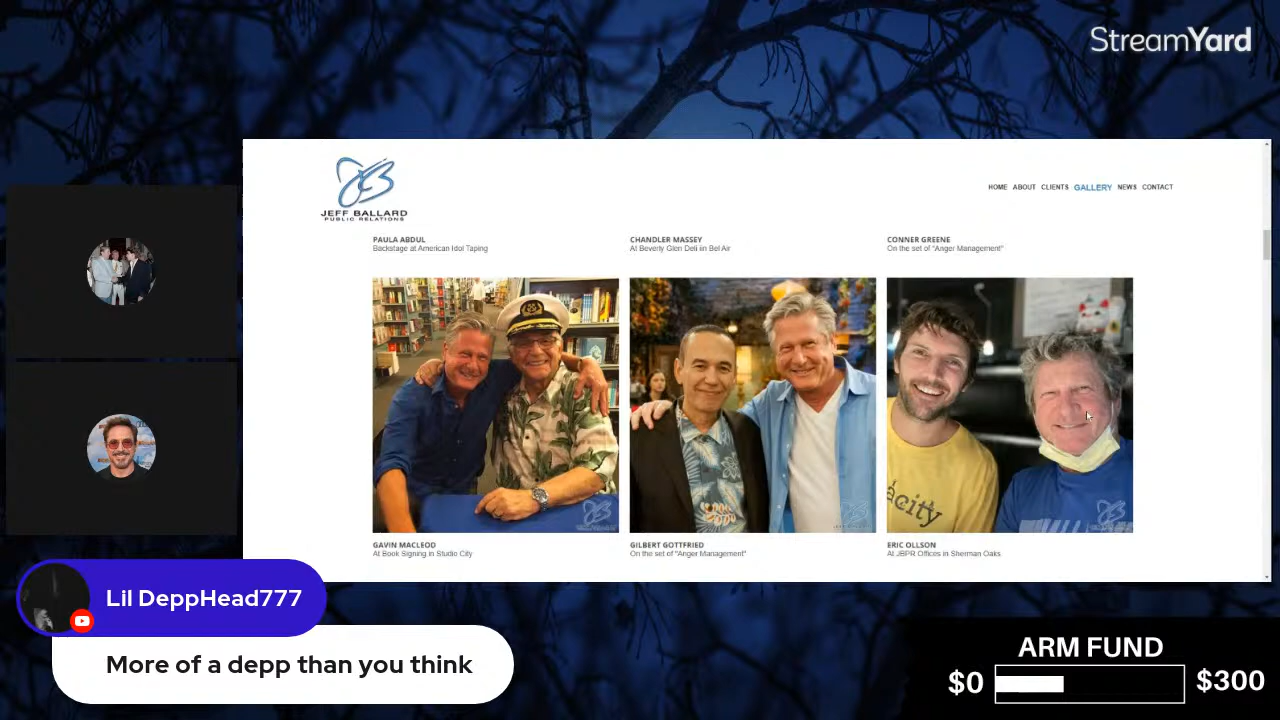 StreamYard
JEFF BALLARD
PUBLIC RELATIONS
HOME ABOUT CLIENTS GALLERY NEWS CONTACT
PAULA ABDUL
Backstage at American Idol Taping
CHANDLER MASSEY
At Beverly Glen Deli iin Bel Air
CONNER GREENE
On the set of "Anger Management"
acity
GAVIN MACLEOD
At Book Signing in Studio City
GILBERT GOTTFRIED
On the set of "Anger Management"
ERIC OLLSON
At JBPR Offices in Sherman Oaks
Lil DeppHead777
More of a depp than you think
ARM FUND
$0
$300